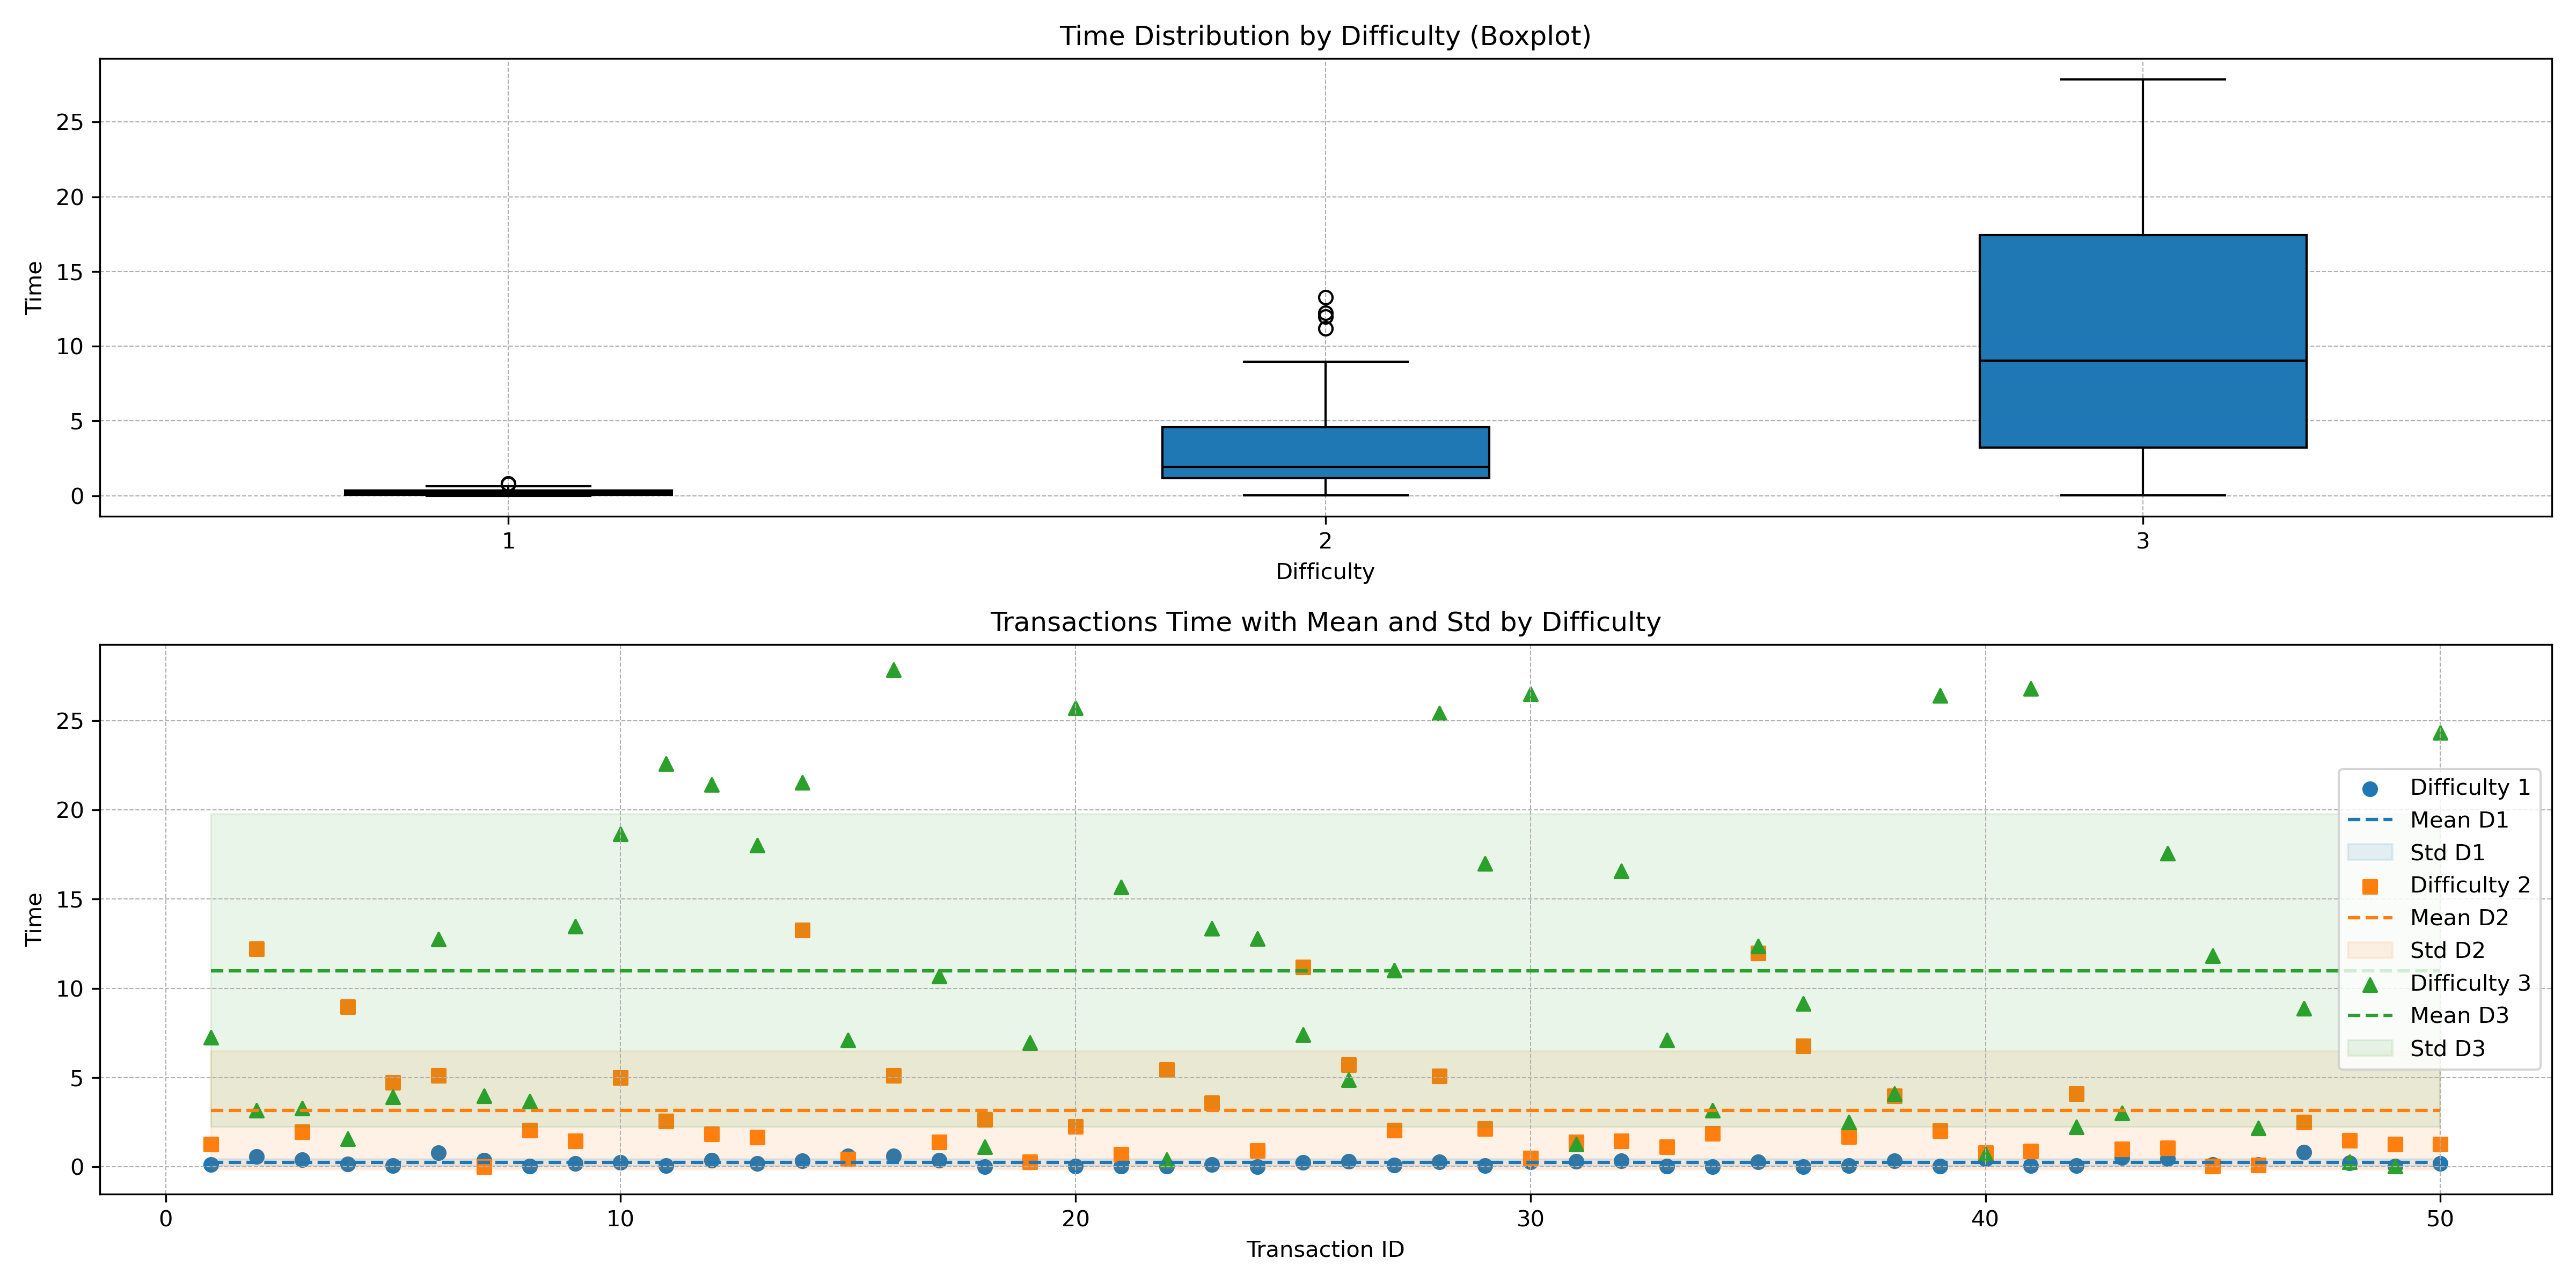 Time Distribution by Difficulty (Boxplot)
25
20
15
10
5
0
Time
1 2 3
Difficulty
Transactions Time with Mean and Std by Difficulty
25
20
15
10
5
0
Time
Difficulty 1
Mean D1
Std D1
Difficulty 2
Mean D2
Std D2
Difficulty 3
Mean D3
Std D3
0 10 20 30 40 50
Transaction ID